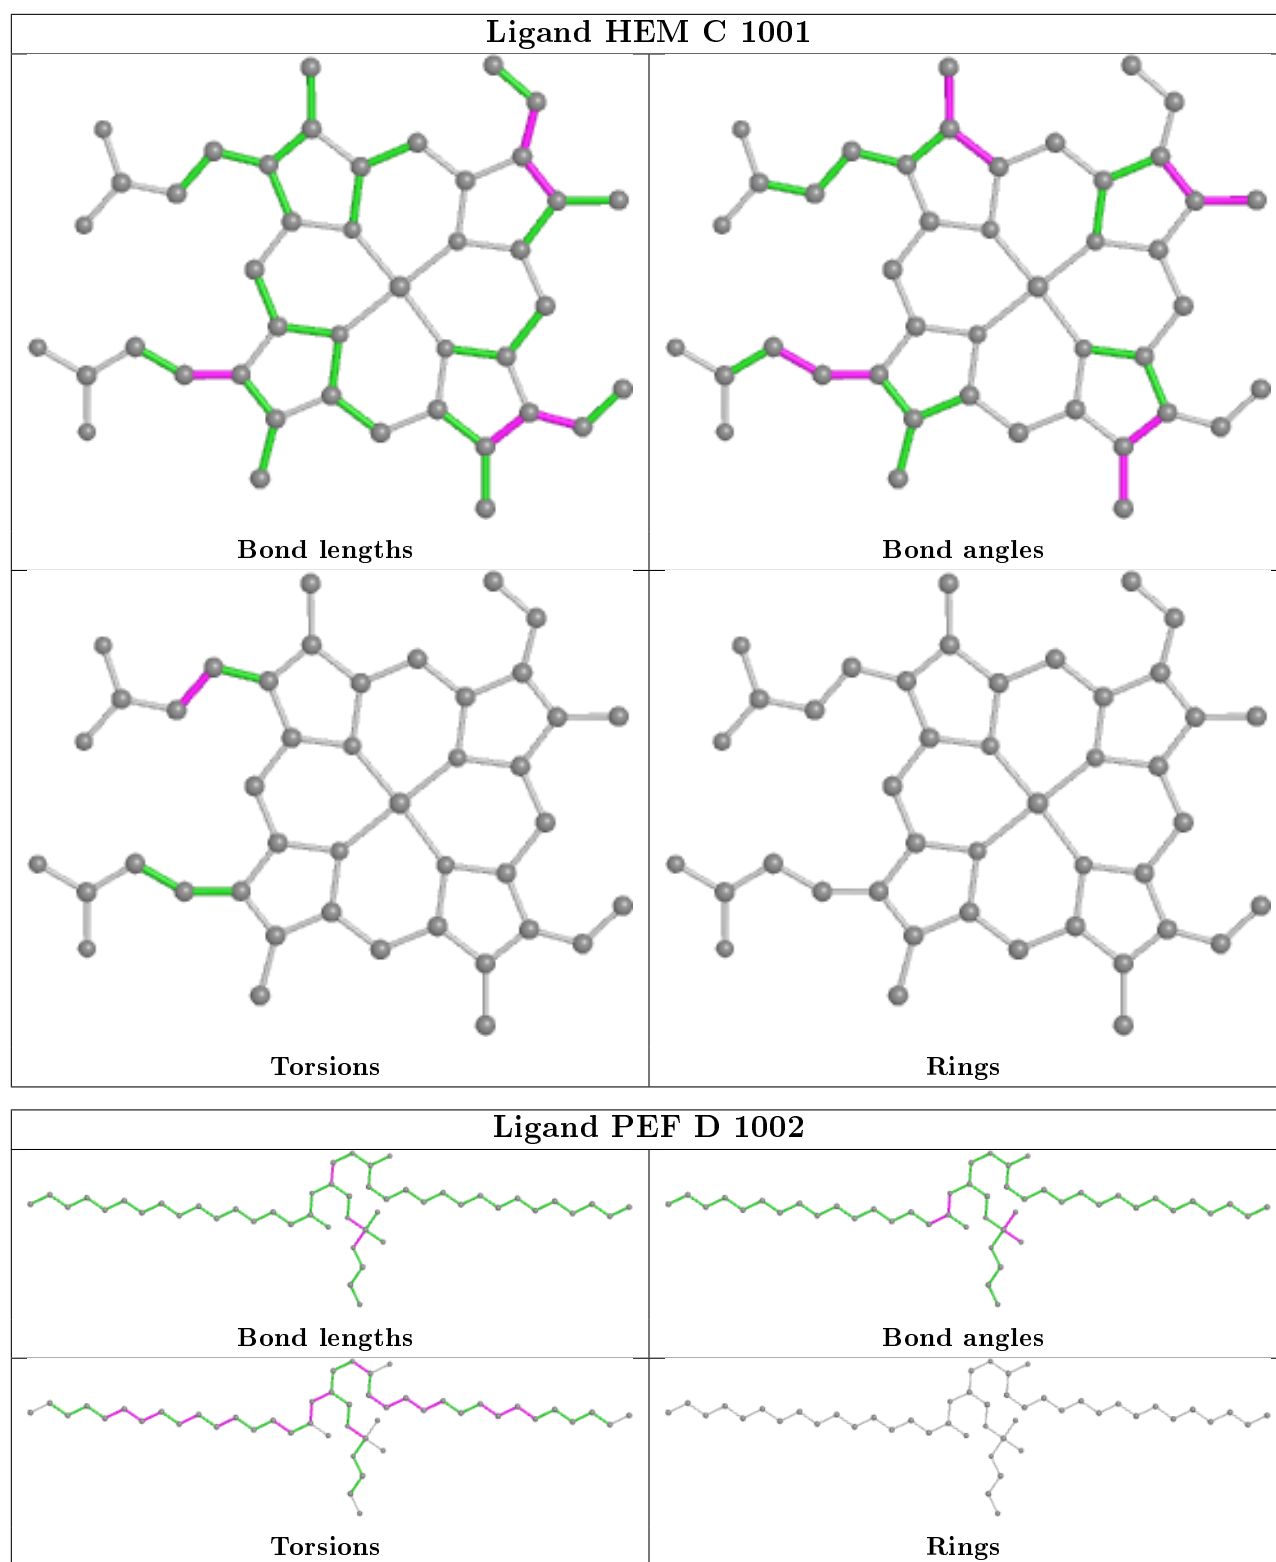 Ligand HEM C 1001
Bond lengths
Bond angles
Torsions
Rings
Ligand PEF D 1002
Bond lengths
Bond angles
Torsions
Rings